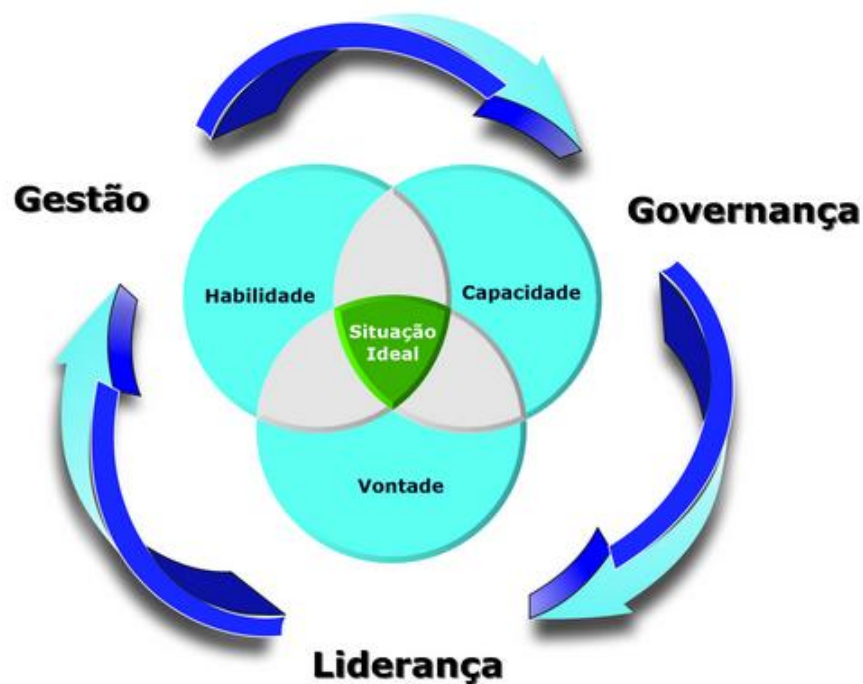 Gestão
Governança
Habilidade
Capacidade
Situação
Ideal
Vontade
Liderança